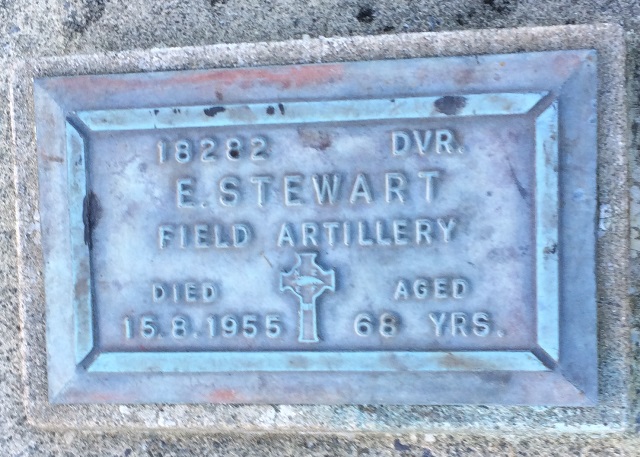 18282 DVR.
E. STEWART
FIELD ARTILLERY
DIED AGED
15.8.1955 68 YRS.